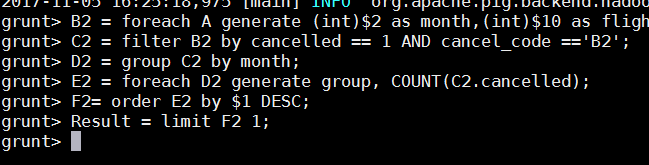 2017-11-05 16:25:18,975 [main] INFO org.apache.pig.backend.hadoo
grunt> B2 = foreach A generate (int)$2 as month,(int)$10 as fligh
grunt> C2 = filter B2 by cancelled == 1 AND cancel_code =='B2';
grunt> D2 = group C2 by month;
grunt> E2 = foreach D2 generate group, COUNT(C2.cancelled);
grunt> F2= order E2 by $1 DESC;
grunt> Result = limit F2 1;
grunt>